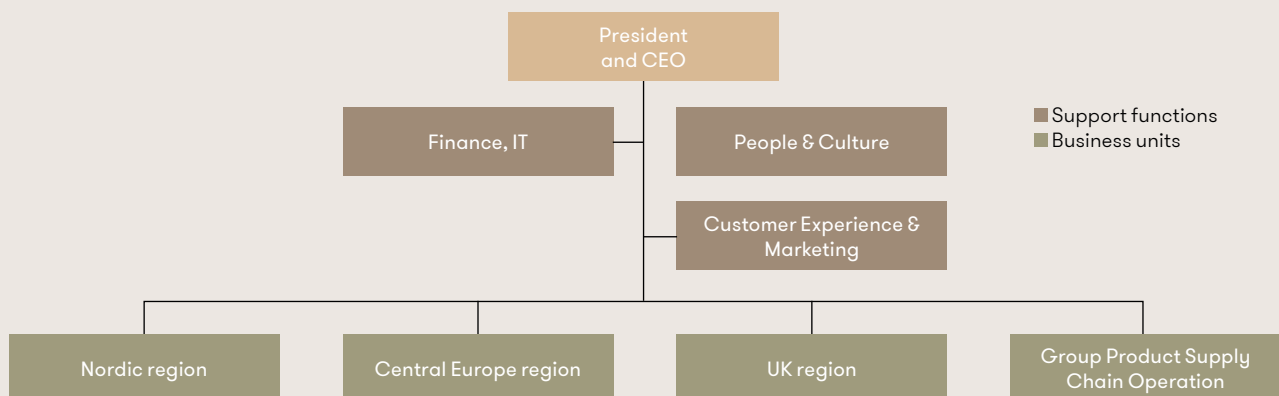 President
and CEO
Finance, IT
People & Culture
Support functions
Business units
Customer Experience &
Marketing
Nordic region
Central Europe region
UK region
Group Product Supply
Chain Operation